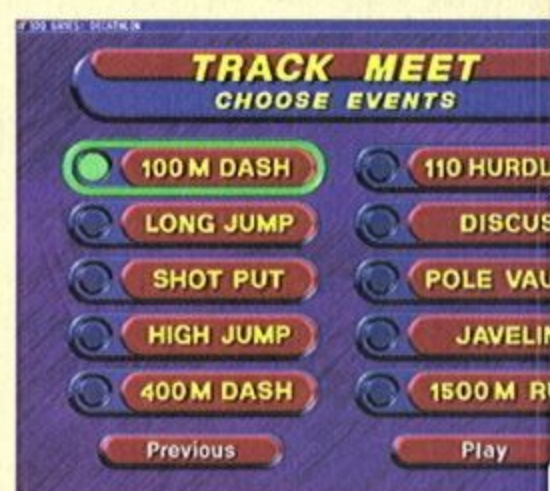 TRACK MEET
CHOOSE EVENTS
100 M DASH
110 HURDL
LONG JUMP
DISCUS
SHOT PUT
POLE VAU
HIGH JUMP
JAVELIN
400 M DASH
1500 M R
Previous
Play